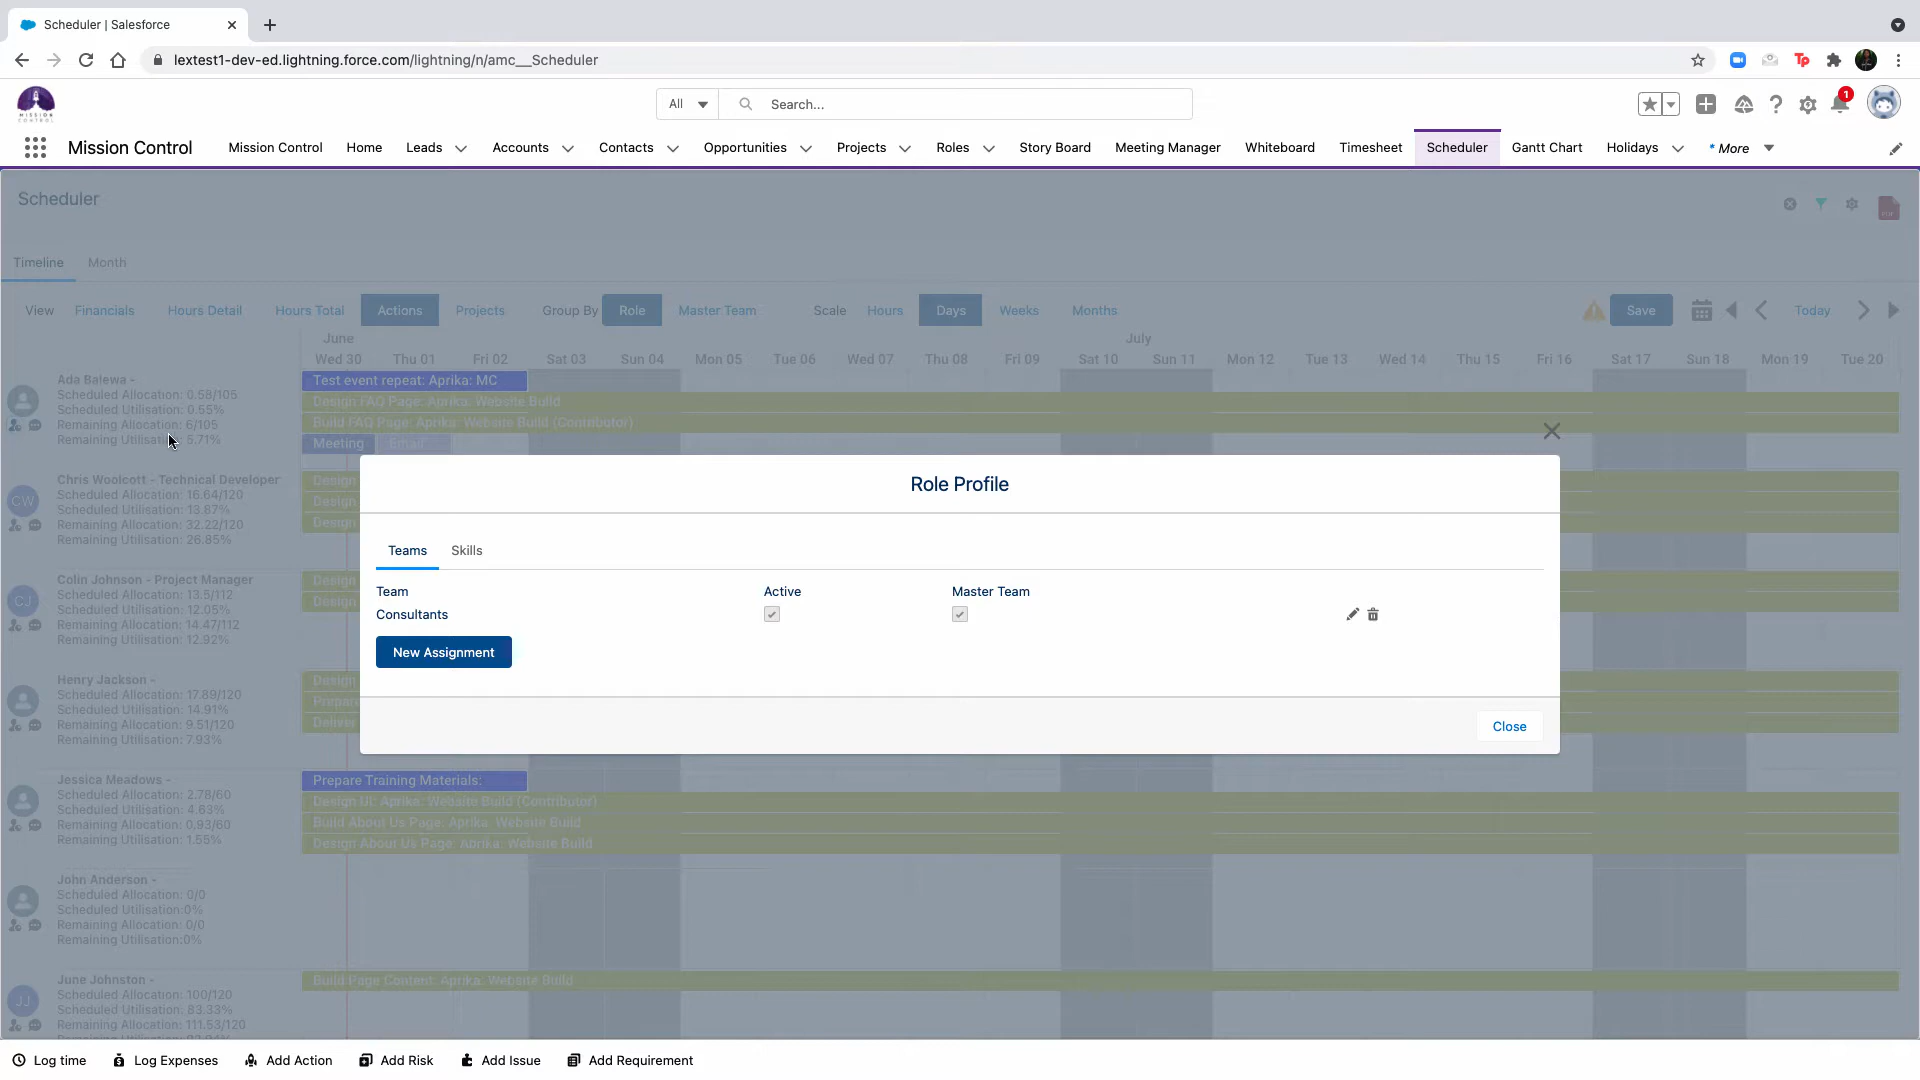 Scheduler | Salesforce
lextest1-dev-ed.lightning.force.com/lightning/n/amc__Scheduler
MISSION
CONTROL
All
Search...
1
Mission Control
Mission Control
Home
Leads
Accounts
Contacts
Opportunities
Projects
Roles
Story Board
Meeting Manager
Whiteboard
Timesheet
Scheduler
Gantt Chart
Holidays
* More
Scheduler
PDF
Timeline
Month
View
Financials
Hours Detail
Hours Total
Actions
Projects
Group By
Role
Master Team
Scale
Hours
Days
Weeks
Months
Save
Today
June
July
Wed 30
Thu 01
Fri 02
Sat 03
Sun 04
Mon 05
Tue 06
Wed 07
Thu 08
Fri 09
Sat 10
Sun 11
Mon 12
Tue 13
Wed 14
Thu 15
Fri 16
Sat 17
Sun 18
Mon 19
Tue 20
Ada Balewa -
Scheduled Allocation: 0.58/105
Scheduled Utilisation: 0.55%
Remaining Allocation: 6/105
Remaining Utilisation: 5.71%
Test event repeat: Aprika: MC
Design FAQ Page: Aprika: Website Build
Build FAQ Page: Aprika: Website Build (Contributor)
Meeting
Email
CW
Chris Woolcott - Technical Developer
Scheduled Allocation: 16.64/120
Scheduled Utilisation: 13.87%
Remaining Allocation: 32.22/120
Remaining Utilisation: 26.85%
Design
Design
Design
CJ
Colin Johnson - Project Manager
Scheduled Allocation: 13.5/112
Scheduled Utilisation: 12.05%
Remaining Allocation: 14.47/112
Remaining Utilisation: 12.92%
Design
Design
Henry Jackson -
Scheduled Allocation: 17.89/120
Scheduled Utilisation: 14.91%
Remaining Allocation: 9.51/120
Remaining Utilisation: 7.93%
Design
Prepare
Deliver
Role Profile
Teams
Skills
Team
Active
Master Team
Consultants
New Assignment
Close
Jessica Meadows -
Scheduled Allocation: 2.78/60
Scheduled Utilisation: 4.63%
Remaining Allocation: 0.93/60
Remaining Utilisation: 1.55%
Prepare Training Materials:
Design UI: Aprika: Website Build (Contributor)
Build About Us Page: Aprika: Website Build
Design About Us Page: Aprika: Website Build
John Anderson -
Scheduled Allocation: 0/0
Scheduled Utilisation:0%
Remaining Allocation: 0/0
Remaining Utilisation:0%
JJ
June Johnston -
Scheduled Allocation: 100/120
Scheduled Utilisation: 83.33%
Remaining Allocation: 111.53/120
Build Page Content: Aprika: Website Build
Log time
Log Expenses
Add Action
Add Risk
Add Issue
Add Requirement